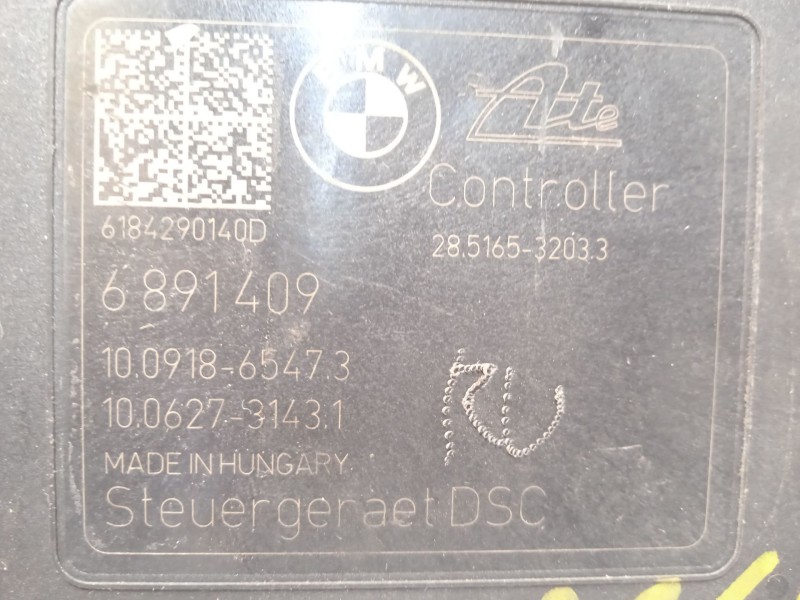 BMW
Ate
Controller
6184290140D
28.5165-3203.3
6 891 409
10.0918-6547.3
10.0627-3143.1
MADE IN HUNGARY
Steuergeraet DSC